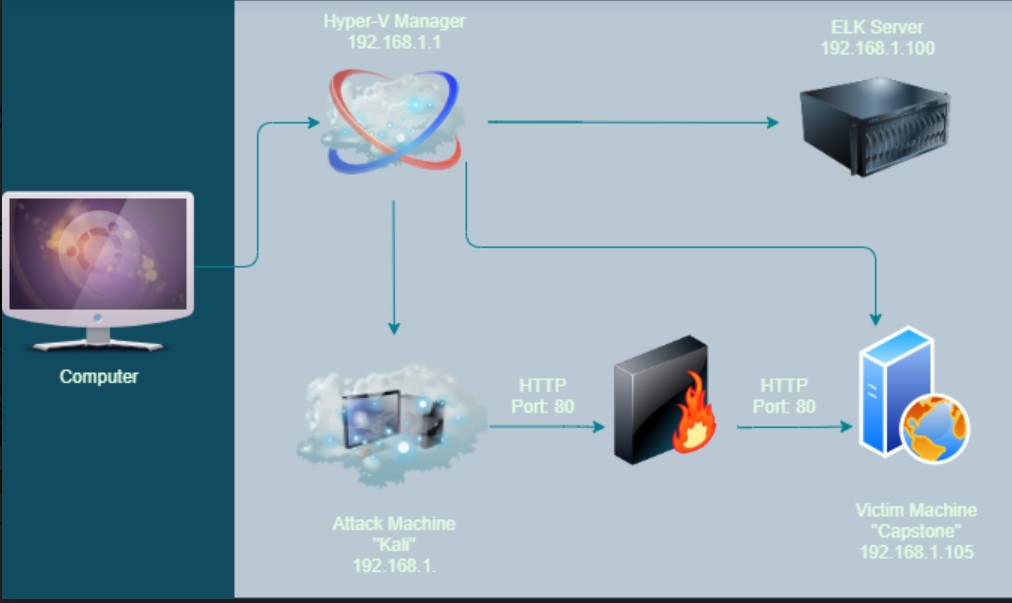 Hyper-V Manager
192.168.1.1
ELK Server
192.168.1.100
Computer
HTTP
Port: 80
HTTP
Port: 80
Attack Machine
"Kali"
192.168.1.
Victim Machine
"Capstone"
192.168.1.105